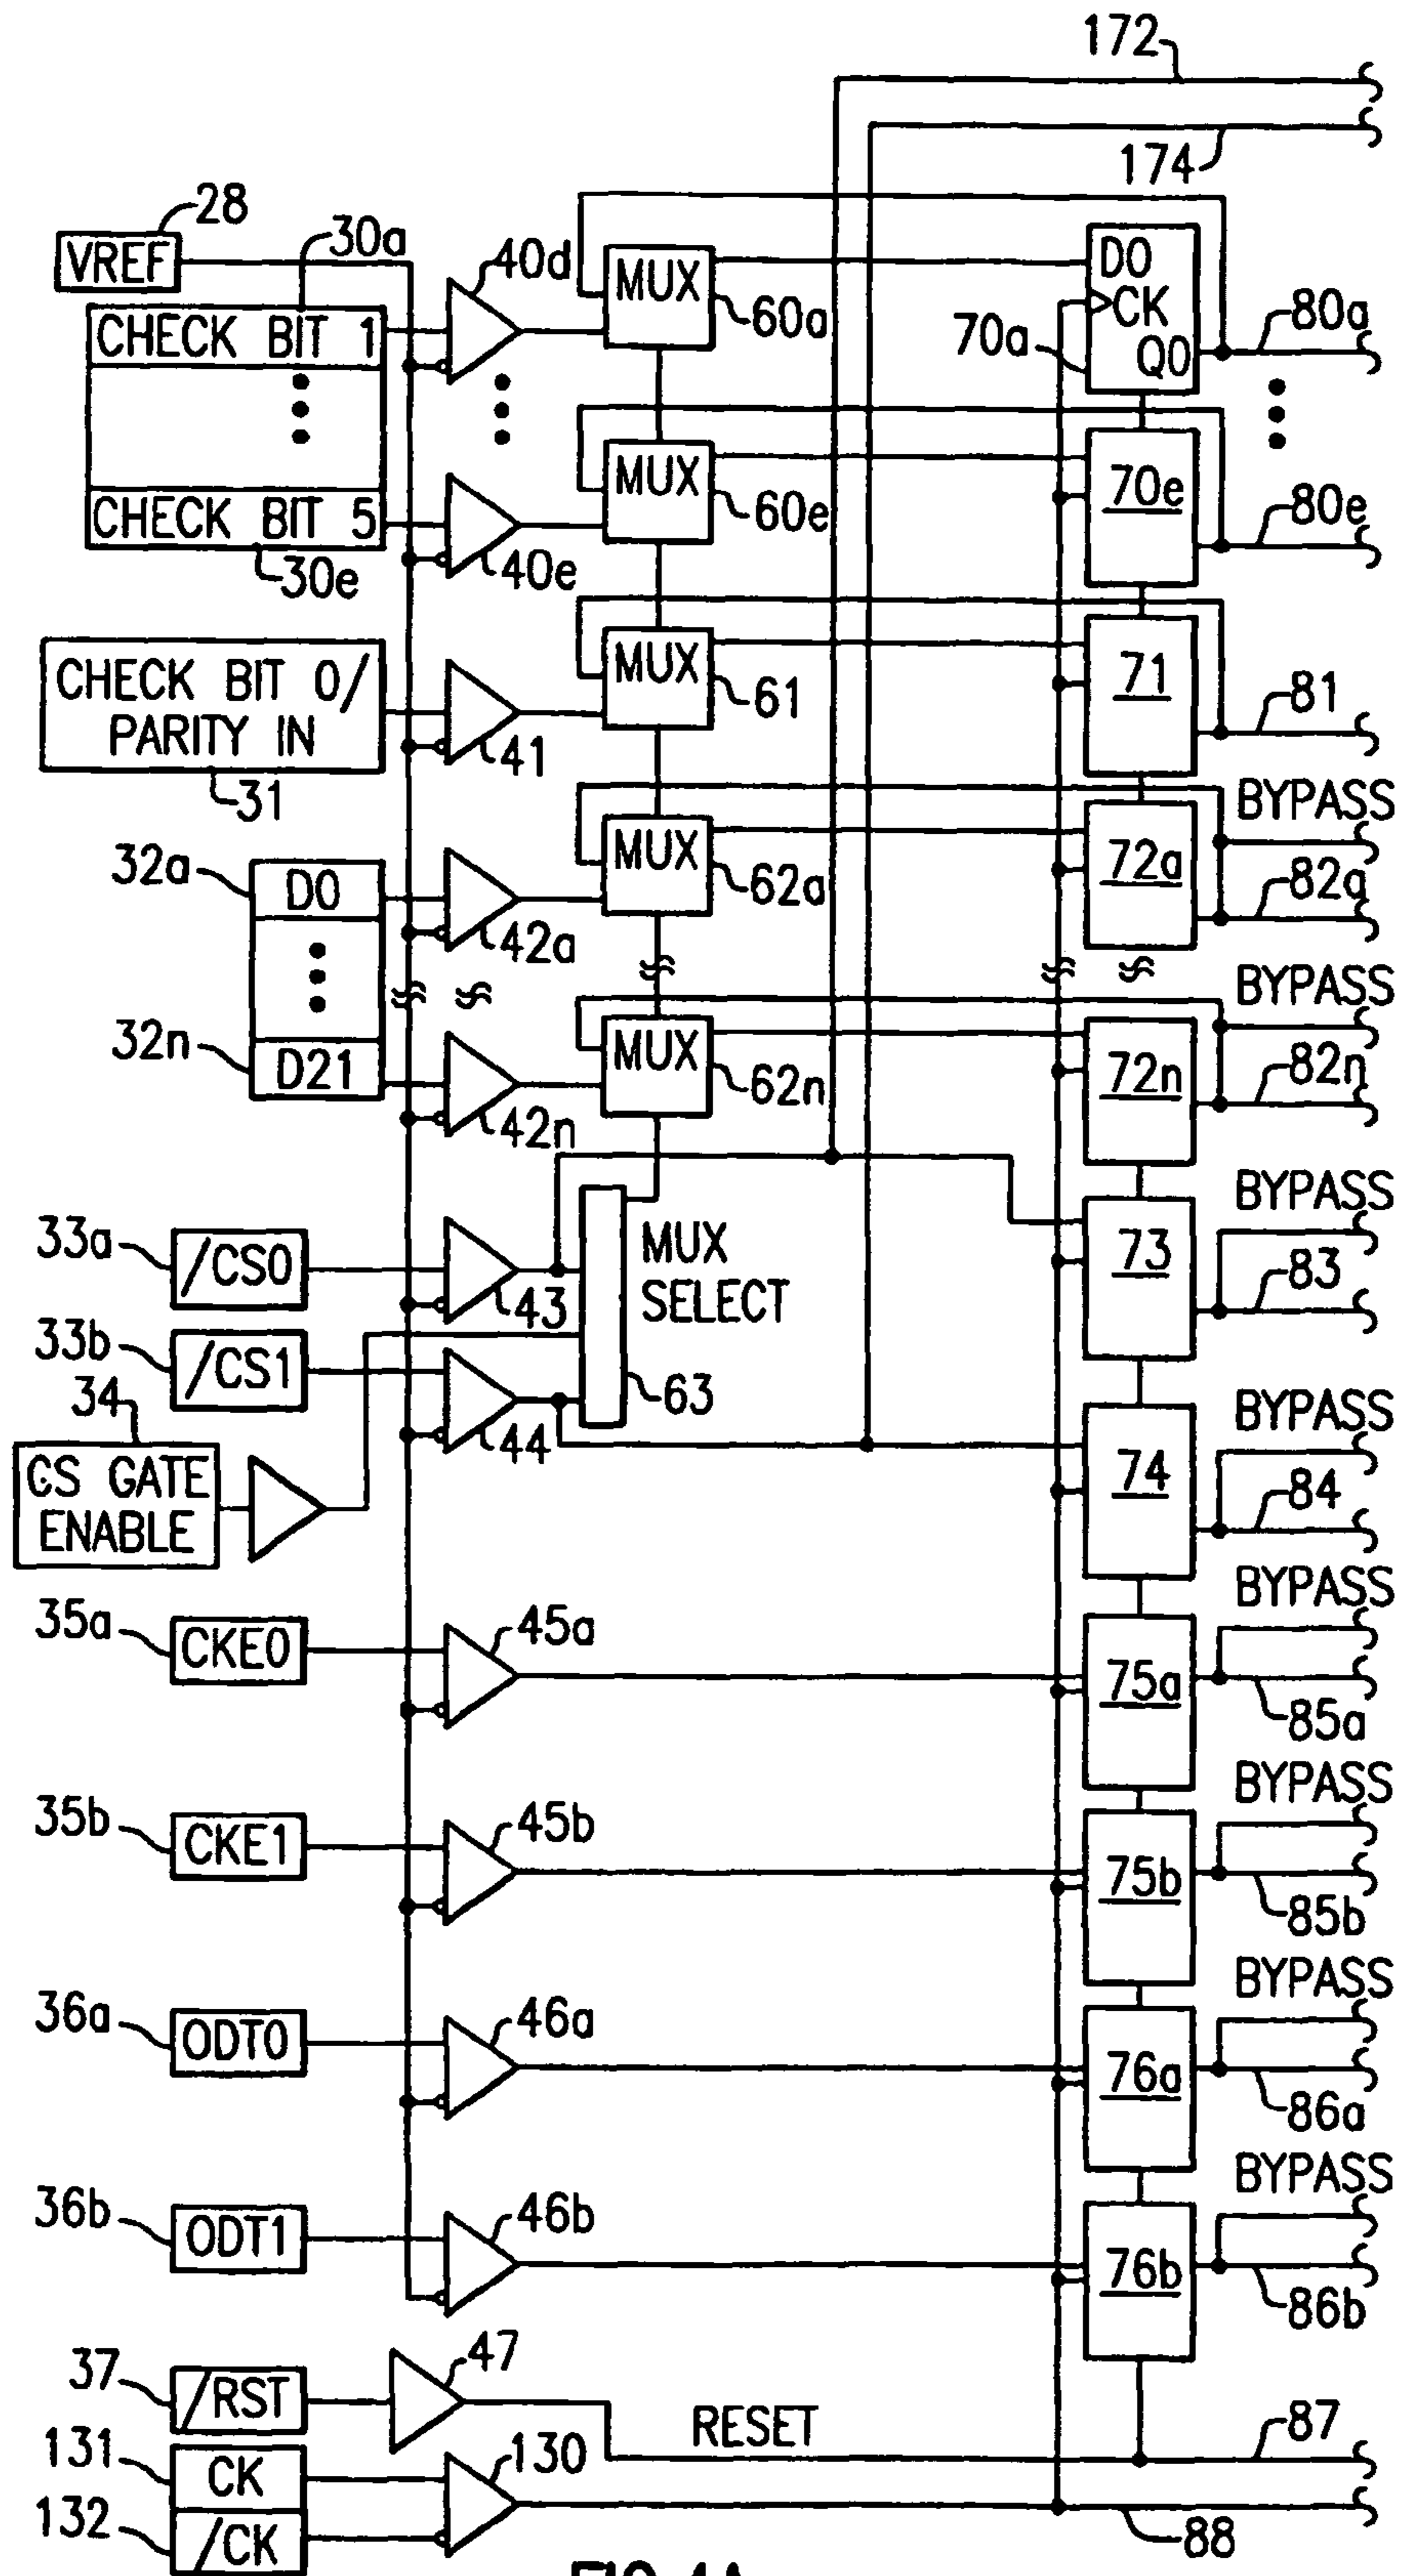 172
174
28
VREF
30a
40d
MUX
60a
D0
CK
Q0
70a
80a
CHECK BIT 1
CHECK BIT 5
30e
40e
MUX
60e
70e
80e
CHECK BIT 0/
PARITY IN
31
41
MUX
61
71
81
BYPASS
32a
D0
42a
MUX
62a
72a
82a
BYPASS
32n
D21
42n
MUX
62n
72n
82n
BYPASS
33a
/CS0
43
MUX
SELECT
73
83
33b
/CS1
44
63
BYPASS
34
CS GATE
ENABLE
74
84
BYPASS
35a
CKE0
45a
75a
85a
BYPASS
35b
CKE1
45b
75b
85b
BYPASS
36a
ODT0
46a
76a
86a
BYPASS
36b
ODT1
46b
76b
86b
37
/RST
47
RESET
87
131
CK
130
132
/CK
88
FIG.4A